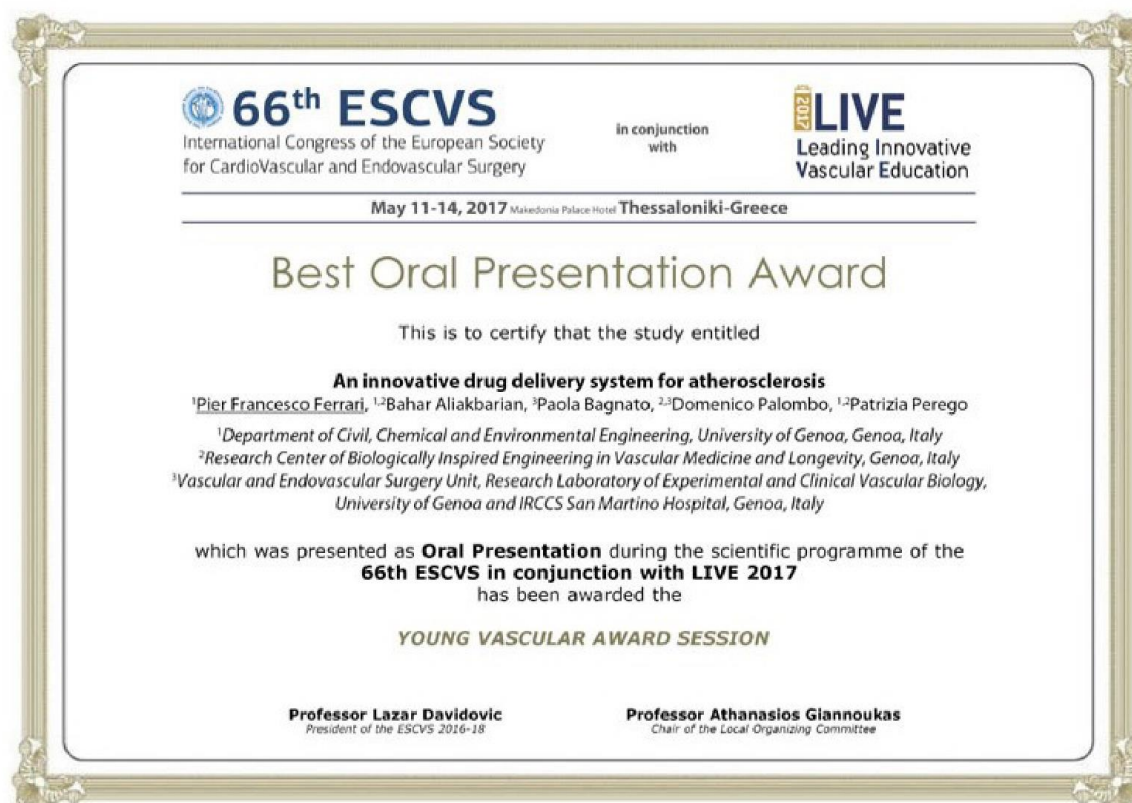 66th ESCVS
International Congress of the European Society
for CardioVascular and Endovascular Surgery
in conjunction
with
2017 LIVE
Leading Innovative
Vascular Education
May 11-14, 2017 Makedonia Palace Hotel Thessaloniki-Greece
Best Oral Presentation Award
This is to certify that the study entitled
An innovative drug delivery system for atherosclerosis
¹Pier Francesco Ferrari, ¹,²Bahar Aliakbarian, ³Paola Bagnato, ²,³Domenico Palombo, ¹,²Patrizia Perego
¹Department of Civil, Chemical and Environmental Engineering, University of Genoa, Genoa, Italy
²Research Center of Biologically Inspired Engineering in Vascular Medicine and Longevity, Genoa, Italy
³Vascular and Endovascular Surgery Unit, Research Laboratory of Experimental and Clinical Vascular Biology,
University of Genoa and IRCCS San Martino Hospital, Genoa, Italy
which was presented as Oral Presentation during the scientific programme of the
66th ESCVS in conjunction with LIVE 2017
has been awarded the
YOUNG VASCULAR AWARD SESSION
Professor Lazar Davidovic
President of the ESCVS 2016-18
Professor Athanasios Giannoukas
Chair of the Local Organizing Committee